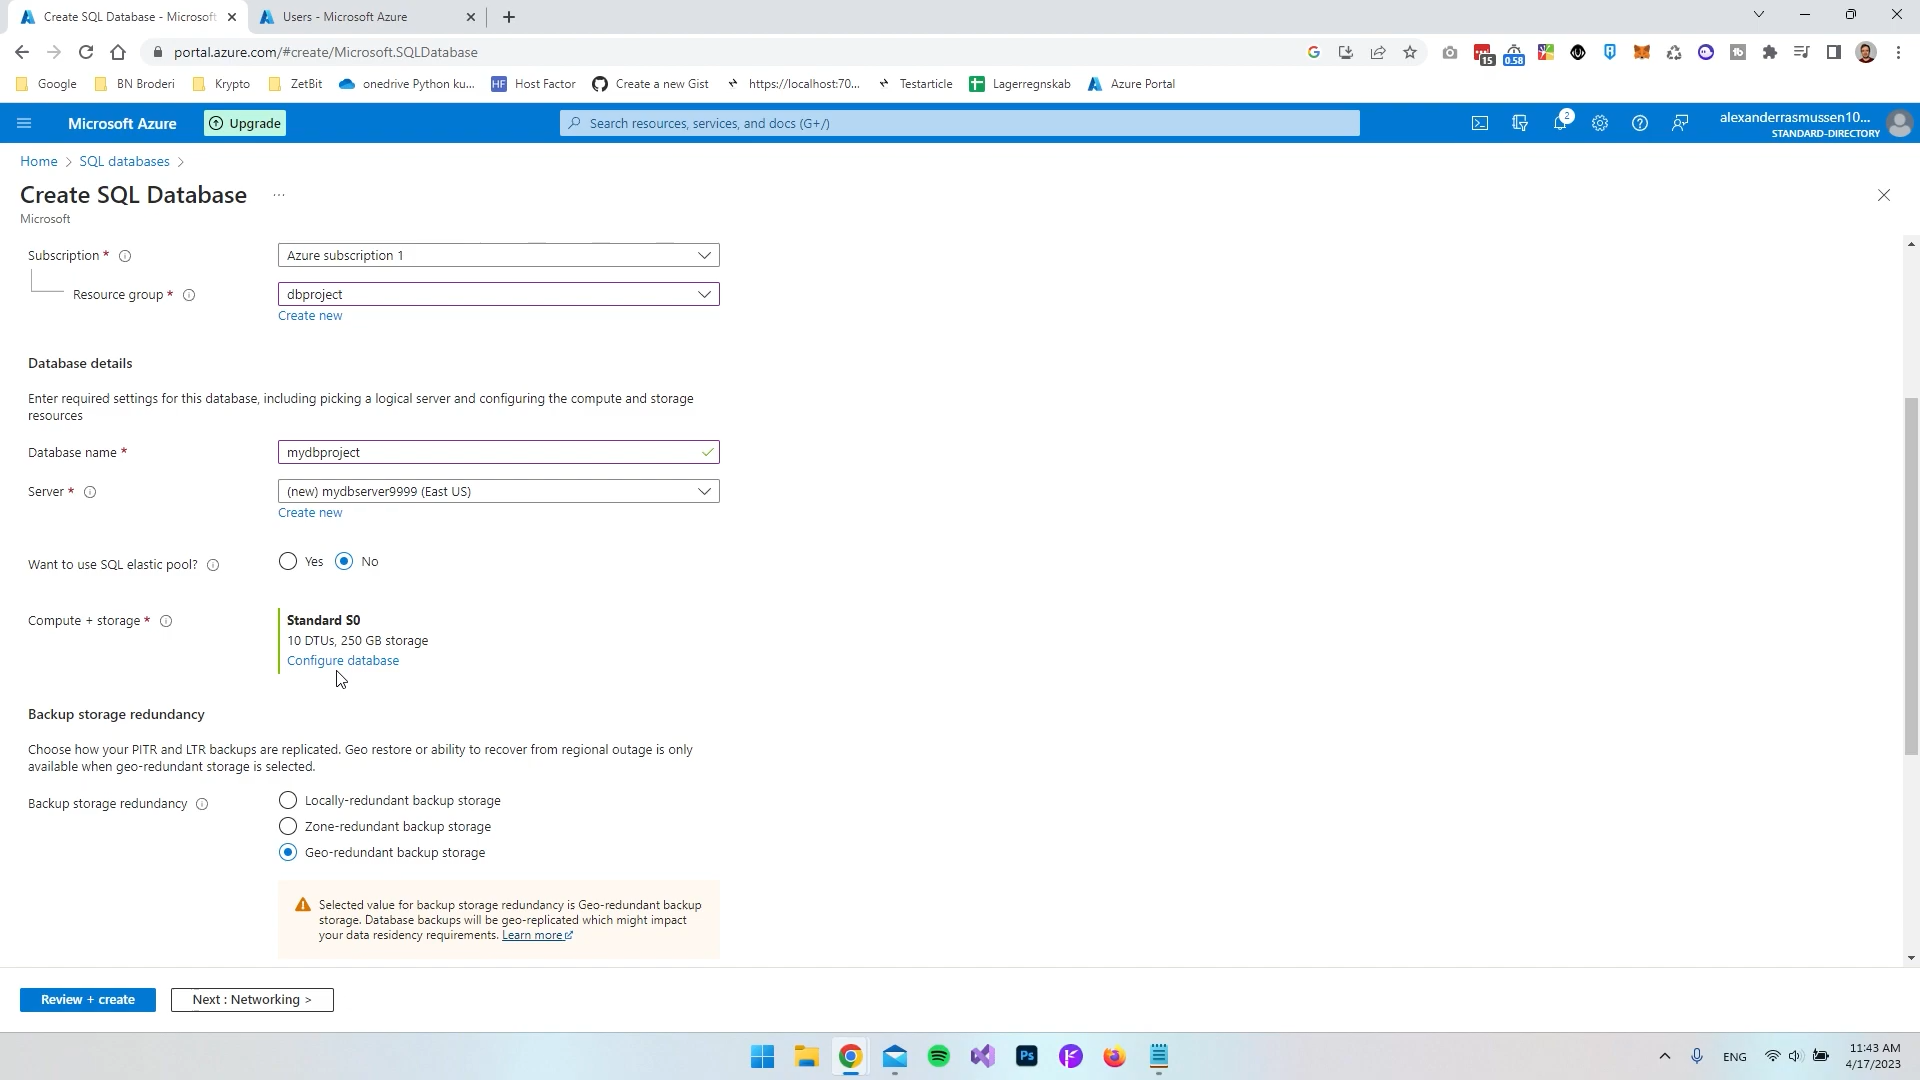 Create SQL Database - Microsoft
Users - Microsoft Azure
portal.azure.com/#create/Microsoft.SQLDatabase
15
0.58
Google
BN Broderi
Krypto
ZetBit
onedrive Python ku...
HF
Host Factor
Create a new Gist
https://localhost:70...
Testarticle
Lagerregnskab
Azure Portal
Microsoft Azure
Upgrade
Search resources, services, and docs (G+/)
2
alexanderrasmussen10...
STANDARD-DIRECTORY
Home > SQL databases >
Create SQL Database ...
Microsoft
Subscription *
Azure subscription 1
Resource group *
dbproject
Create new
Database details
Enter required settings for this database, including picking a logical server and configuring the compute and storage
resources
Database name *
mydbproject
Server *
(new) mydbserver9999 (East US)
Create new
Want to use SQL elastic pool?
Yes
No
Compute + storage *
Standard S0
10 DTUs, 250 GB storage
Configure database
Backup storage redundancy
Choose how your PITR and LTR backups are replicated. Geo restore or ability to recover from regional outage is only
available when geo-redundant storage is selected.
Backup storage redundancy
Locally-redundant backup storage
Zone-redundant backup storage
Geo-redundant backup storage
Selected value for backup storage redundancy is Geo-redundant backup
storage. Database backups will be geo-replicated which might impact
your data residency requirements. Learn more
Review + create
Next : Networking >
Ps
ENG
11:43 AM
4/17/2023